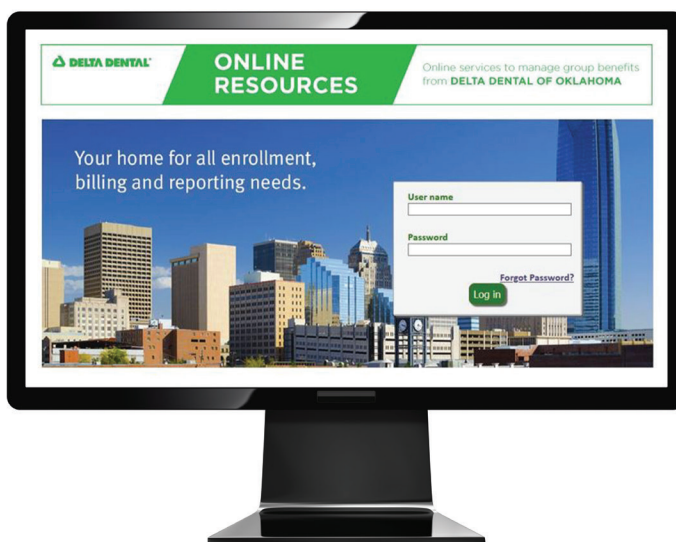 DELTA DENTAL®
ONLINE
RESOURCES
Online services to manage group benefits
from DELTA DENTAL OF OKLAHOMA
Your home for all enrollment,
billing and reporting needs.
User name
Password
Forgot Password?
Log in